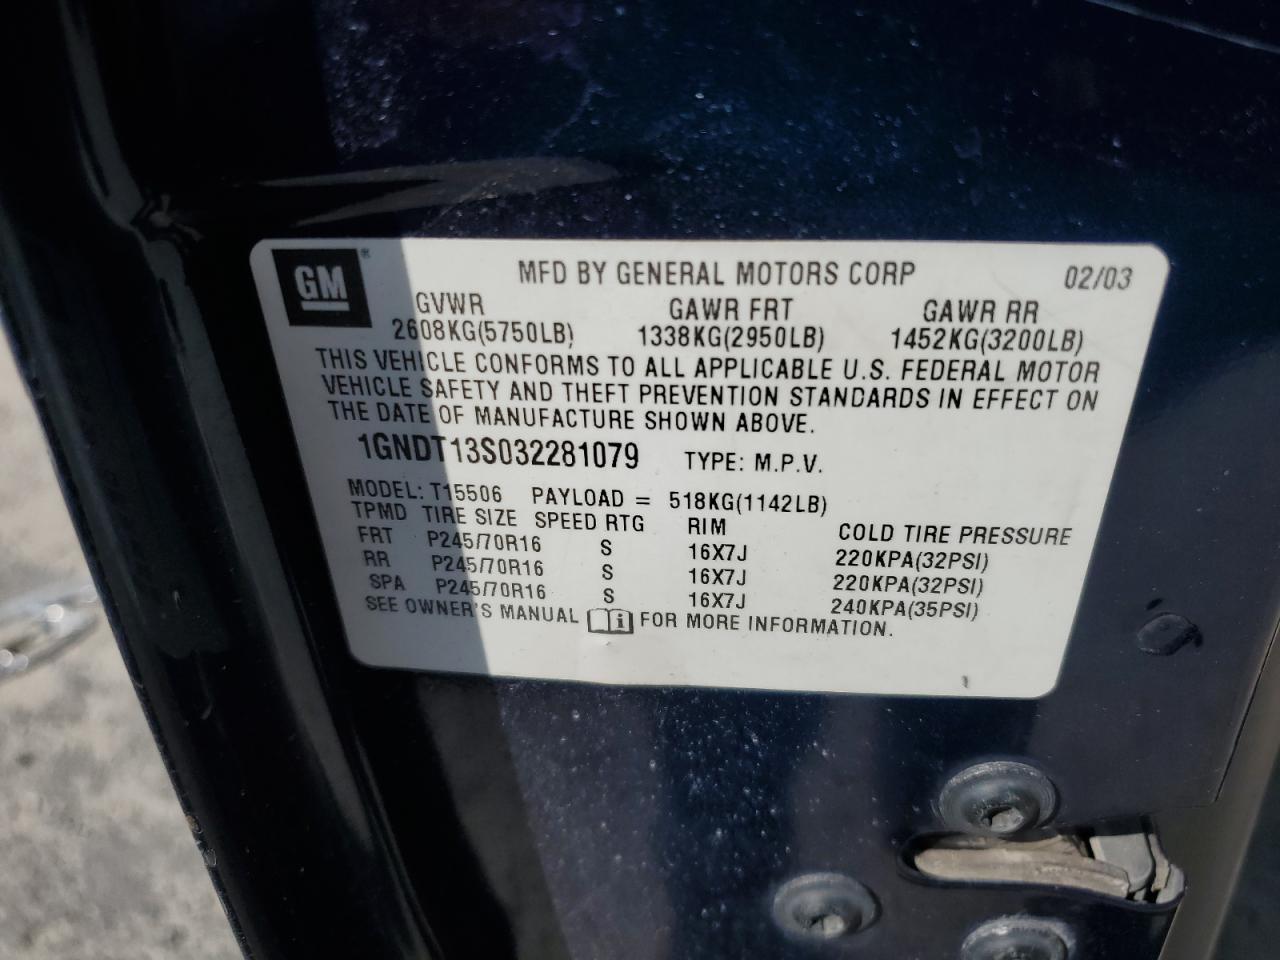 GM®
MFD BY GENERAL MOTORS CORP 02/03
GVWR GAWR FRT GAWR RR
2608KG(5750LB) 1338KG(2950LB) 1452KG(3200LB)
THIS VEHICLE CONFORMS TO ALL APPLICABLE U.S. FEDERAL MOTOR
VEHICLE SAFETY AND THEFT PREVENTION STANDARDS IN EFFECT ON
THE DATE OF MANUFACTURE SHOWN ABOVE.
1GNDT13S032281079 TYPE: M.P.V.
MODEL: T15506 PAYLOAD = 518KG(1142LB)
TPMD TIRE SIZE SPEED RTG RIM COLD TIRE PRESSURE
FRT P245/70R16 S 16X7J 220KPA(32PSI)
RR P245/70R16 S 16X7J 220KPA(32PSI)
SPA P245/70R16 S 16X7J 240KPA(35PSI)
SEE OWNER'S MANUAL i FOR MORE INFORMATION.